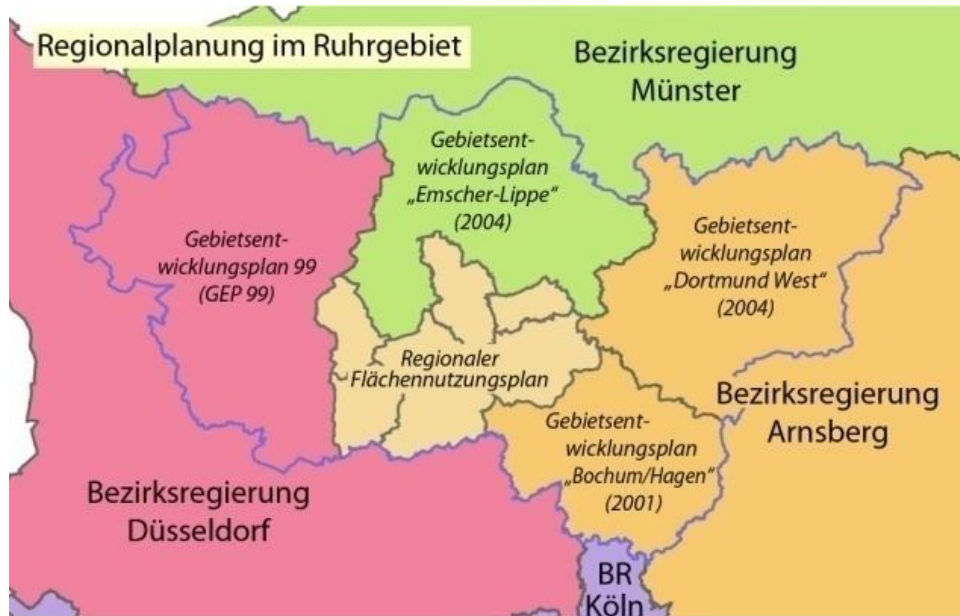 Regionalplanung im Ruhrgebiet
Bezirksregierung
Münster
Gebietsent-
wicklungsplan
„Emscher-Lippe“
(2004)
Gebietsent-
wicklungsplan 99
(GEP 99)
Gebietsent-
wicklungsplan
„Dortmund West“
(2004)
Regionaler
Flächennutzungsplan
Gebietsent-
wicklungsplan
„Bochum/Hagen“
(2001)
Bezirksregierung
Arnsberg
Bezirksregierung
Düsseldorf
BR
Köln